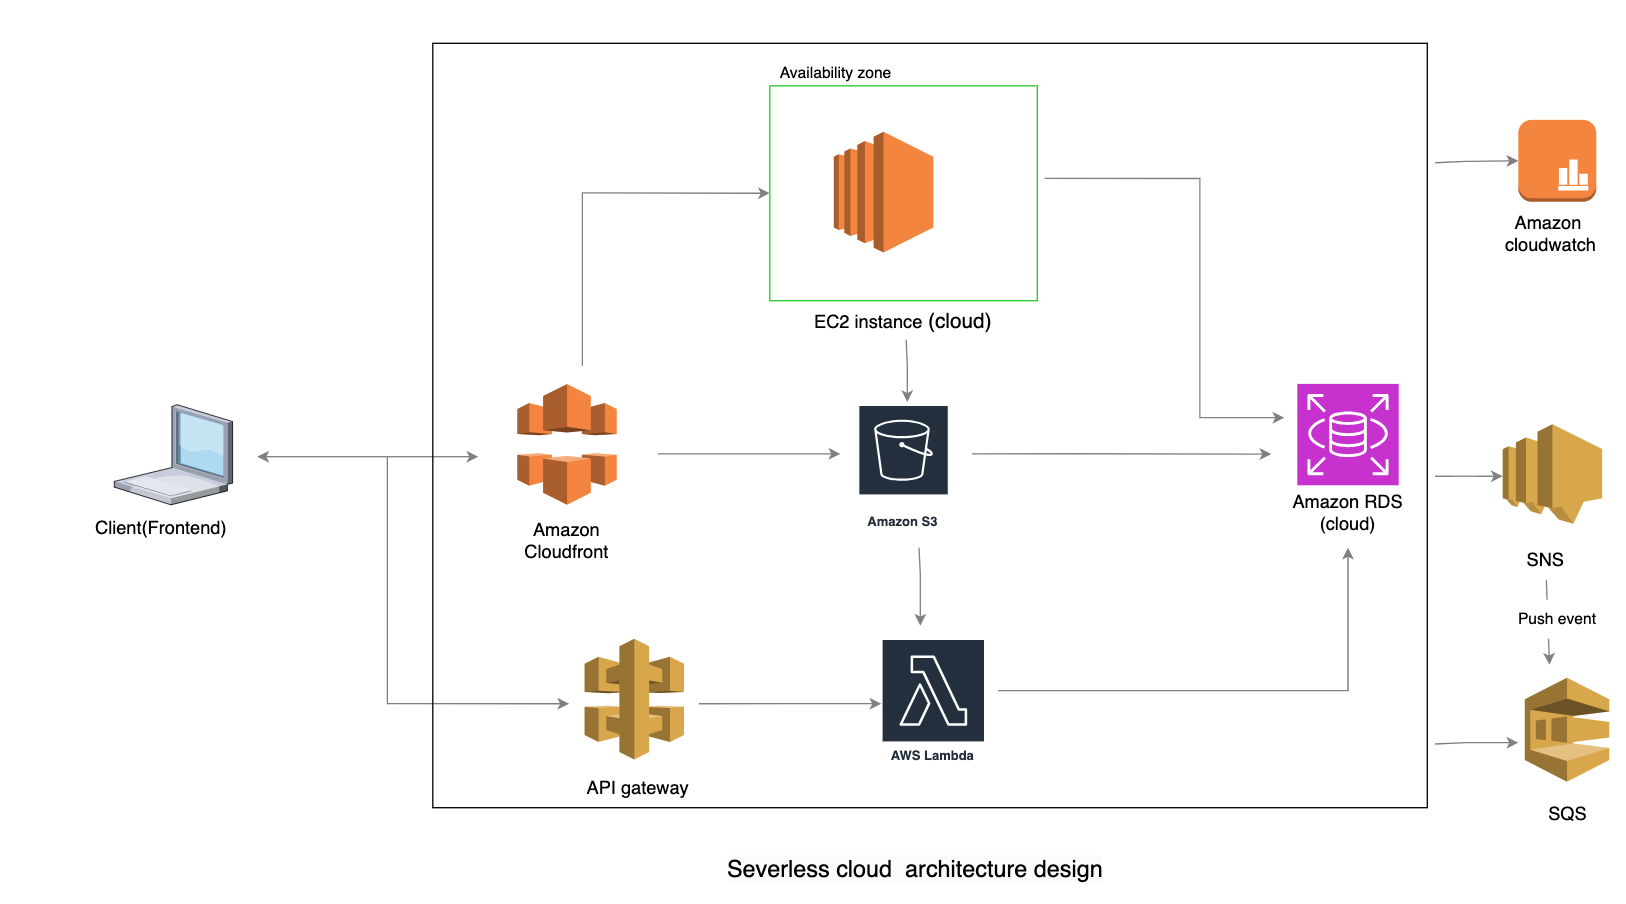 Availability zone
Amazon
cloudwatch
EC2 instance (cloud)
Client(Frontend)
Amazon
Cloudfront
Amazon S3
Amazon RDS
(cloud)
SNS
Push event
API gateway
AWS Lambda
SQS
Severless cloud architecture design